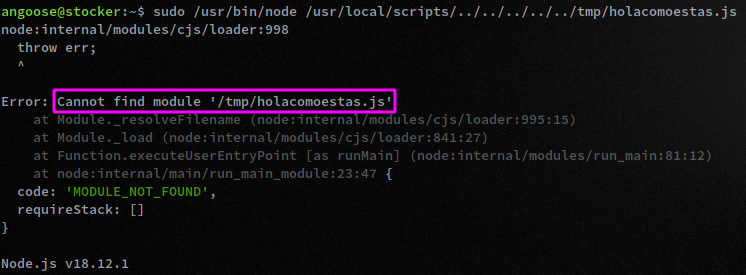 angoose@stocker:~$ sudo /usr/bin/node /usr/local/scripts/../../../../../tmp/holacomoestas.js
node:internal/modules/cjs/loader:998
  throw err;
  ^

Error: Cannot find module '/tmp/holacomoestas.js'
    at Module._resolveFilename (node:internal/modules/cjs/loader:995:15)
    at Module._load (node:internal/modules/cjs/loader:841:27)
    at Function.executeUserEntryPoint [as runMain] (node:internal/modules/run_main:81:12)
    at node:internal/main/run_main_module:23:47 {
  code: 'MODULE_NOT_FOUND',
  requireStack: []
}

Node.js v18.12.1